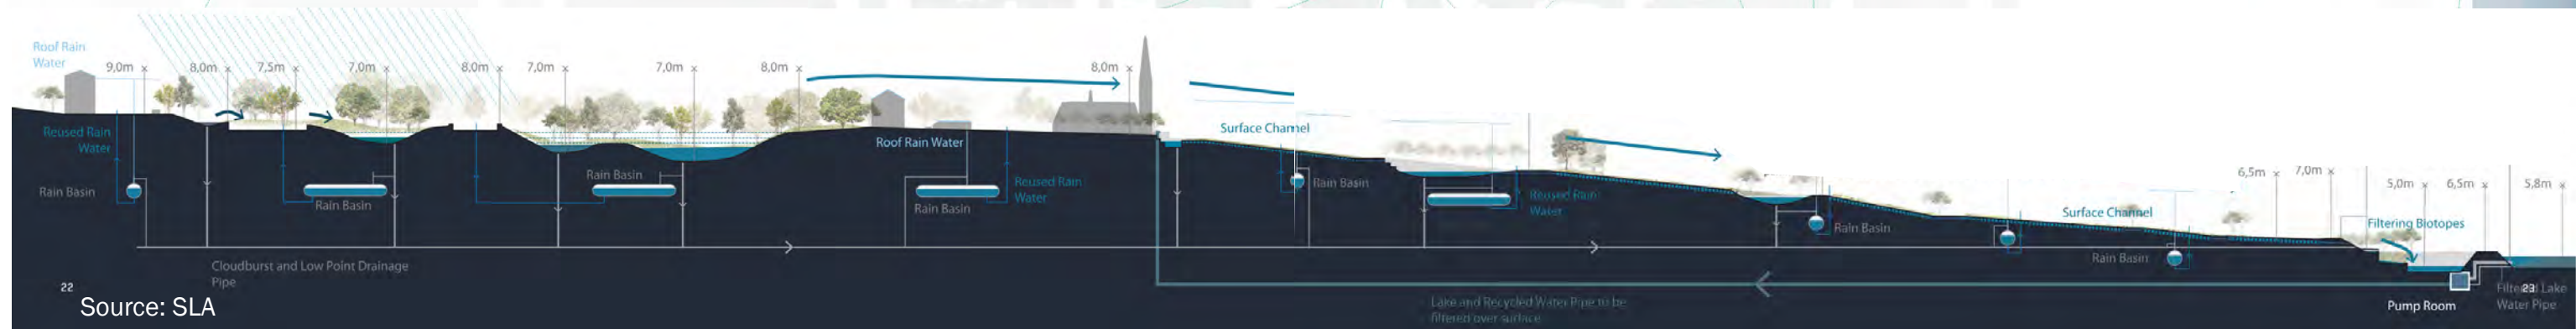 Roof Rain
Water
9,0m
8,0m
7,5m
7,0m
8,0m
7,0m
7,0m
8,0m
8,0m
6,5m
7,0m
5,0m
6,5m
5,8m
Reused Rain
Water
Rain Basin
Rain Basin
Rain Basin
Roof Rain Water
Rain Basin
Reused Rain
Water
Surface Channel
Rain Basin
Reused Rain
Water
Rain Basin
Surface Channel
Rain Basin
Filtering Biotopes
Cloudburst and Low Point Drainage
Pipe
Lake and Recycled Water Pipe to be
filtered over surface
Pump Room
Filtered Lake
Water Pipe
22
23
Source: SLA